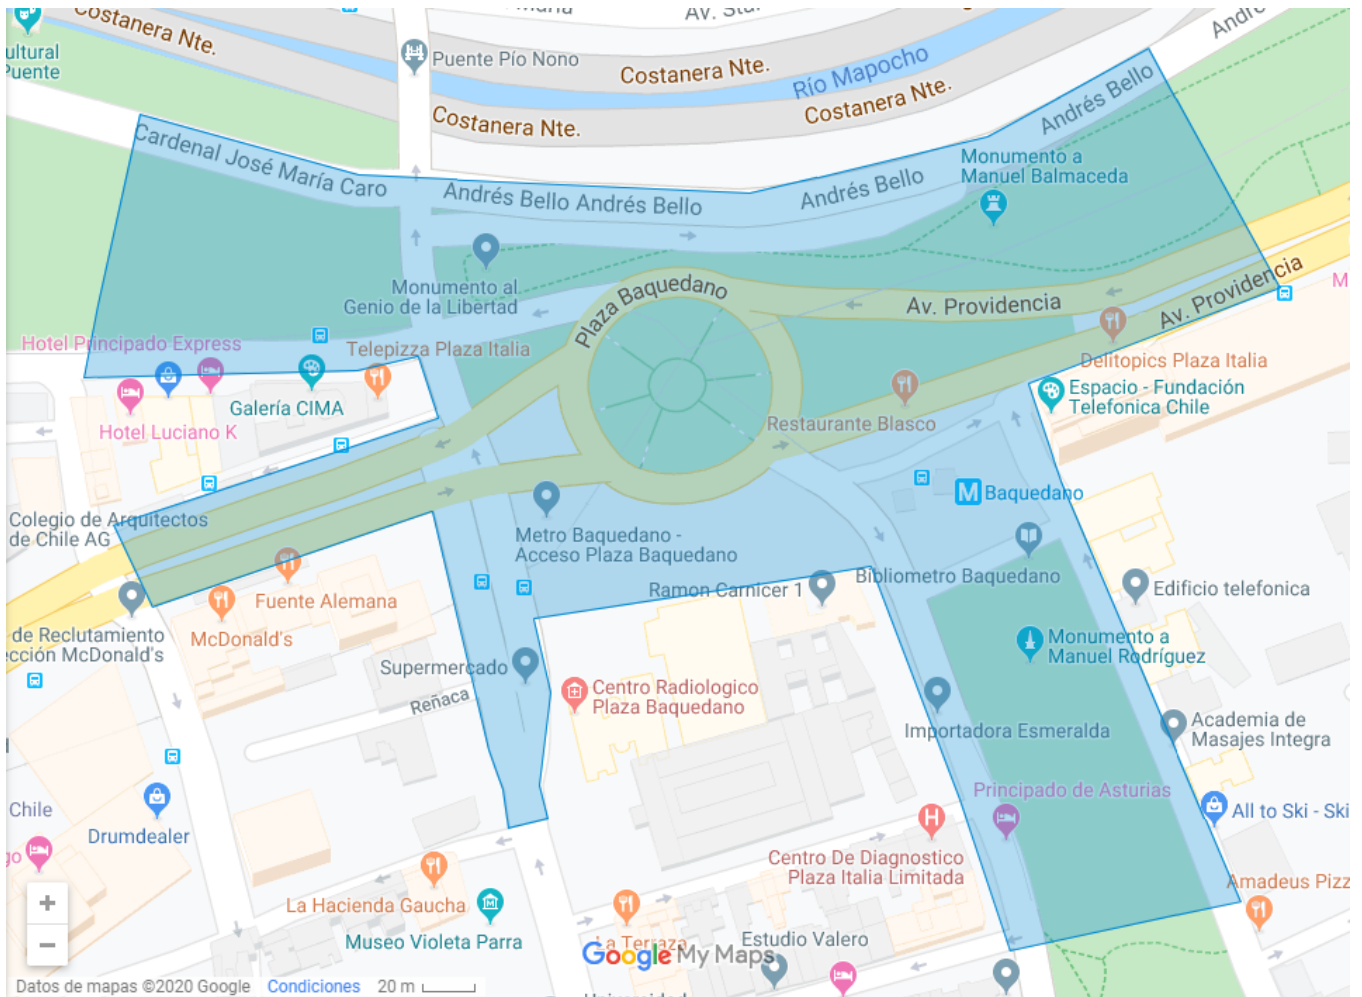 Costanera Nte.
ultural
Puente
Puente Pío Nono
Costanera Nte.
Río Mapocho
Costanera Nte.
Costanera Nte.
Andrés Bello
Cardenal José María Caro
Monumento a
Manuel Balmaceda
Andrés Bello Andrés Bello
Andrés Bello
Monumento al
Genio de la Libertad
Plaza Baquedano
Av. Providencia
Av. Providencia
Hotel Principado Express
Telepizza Plaza Italia
Delitopics Plaza Italia
Galería CIMA
Espacio - Fundación
Telefonica Chile
Hotel Luciano K
Restaurante Blasco
M Baquedano
Colegio de Arquitectos
de Chile AG
Metro Baquedano -
Acceso Plaza Baquedano
Bibliometro Baquedano
Ramon Carnicer 1
Edificio telefonica
Fuente Alemana
McDonald's
de Reclutamiento
ección McDonald's
Monumento a
Manuel Rodríguez
Supermercado
Reñaca
Centro Radiologico
Plaza Baquedano
Importadora Esmeralda
Academia de
Masajes Integra
Principado de Asturias
Chile
Drumdealer
All to Ski - Ski
go
H
Centro De Diagnostico
Plaza Italia Limitada
Amadeus Pizz
La Hacienda Gaucha
Museo Violeta Parra
La Terraza
Estudio Valero
Google My Maps
+
−
Datos de mapas ©2020 Google Condiciones 20 m